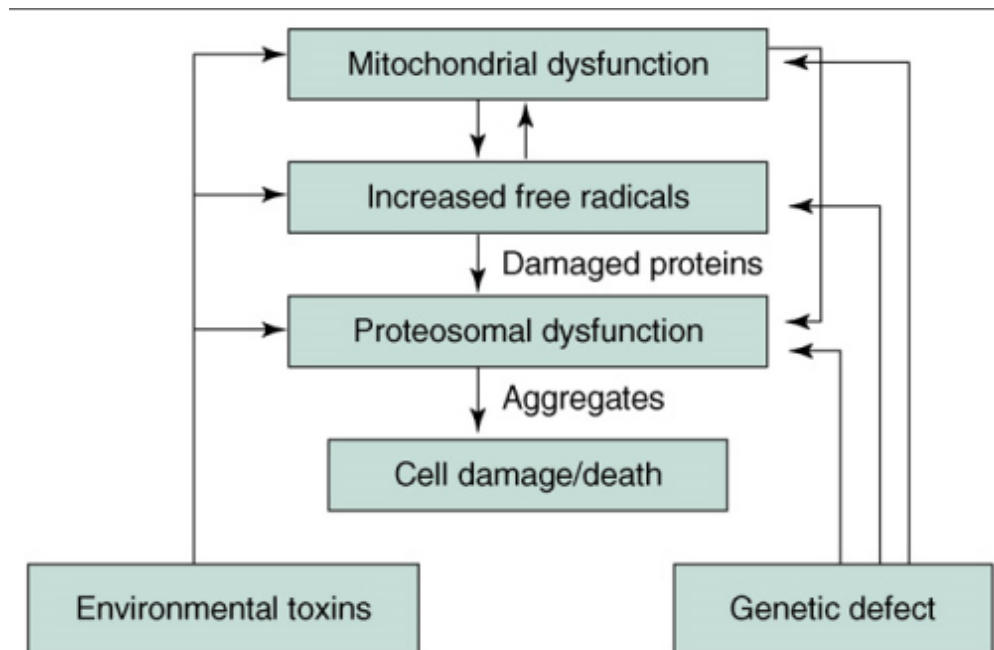 Mitochondrial dysfunction
Increased free radicals
Damaged proteins
Proteosomal dysfunction
Aggregates
Cell damage/death
Environmental toxins
Genetic defect